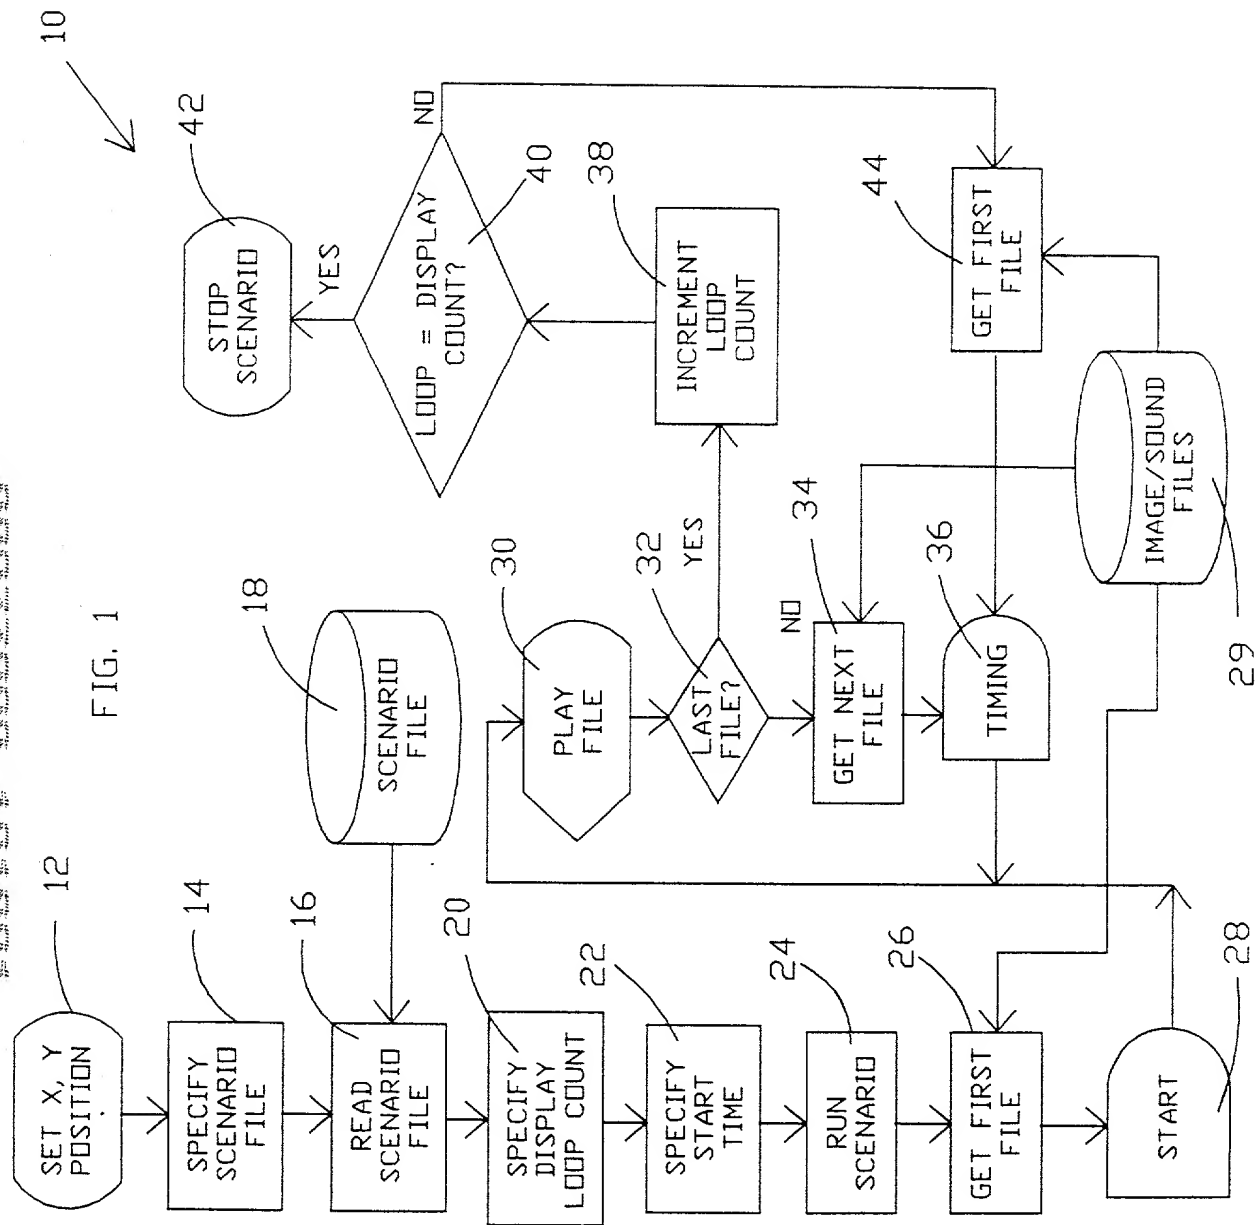 FIG. 1
10
12
SET X, Y
POSITION
14
SPECIFY
SCENARIO
FILE
16
READ
SCENARIO
FILE
18
SCENARIO
FILE
20
SPECIFY
DISPLAY
LOOP COUNT
22
SPECIFY
START
TIME
24
RUN
SCENARIO
26
GET FIRST
FILE
28
START
29
IMAGE/SOUND
FILES
30
PLAY
FILE
32
LAST
FILE?
YES
NO
34
GET NEXT
FILE
36
TIMING
38
INCREMENT
LOOP
COUNT
40
LOOP = DISPLAY
COUNT?
YES
NO
42
STOP
SCENARIO
44
GET FIRST
FILE